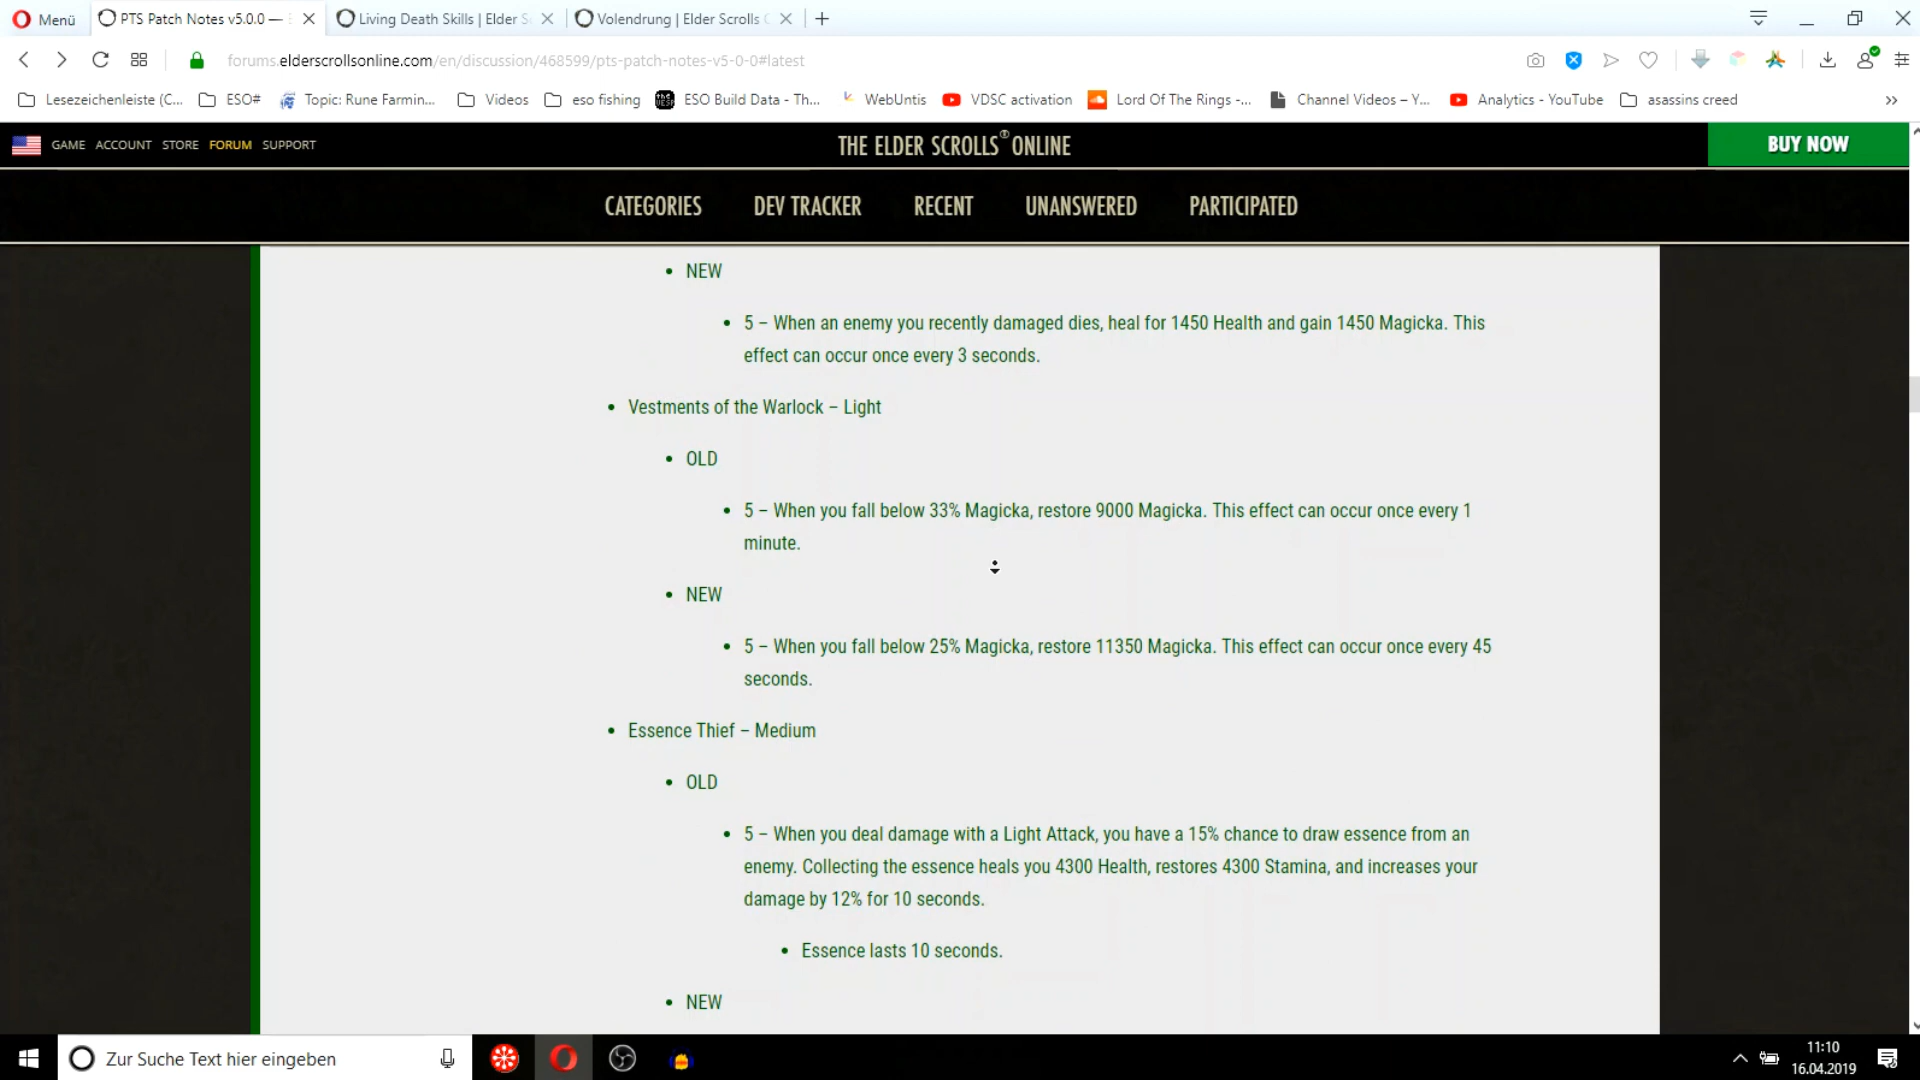 Menü
PTS Patch Notes v5.0.0 —
Living Death Skills | Elder S
Volendrung | Elder Scrolls
forums.elderscrollsonline.com/en/discussion/468599/pts-patch-notes-v5-0-0#latest
Lesezeichenleiste (C...
ESO#
Topic: Rune Farmin...
Videos
eso fishing
ESO Build Data - Th...
WebUntis
VDSC activation
Lord Of The Rings -...
Channel Videos – Y...
Analytics - YouTube
asassins creed
GAME ACCOUNT STORE FORUM SUPPORT
THE ELDER SCROLLS® ONLINE
BUY NOW
CATEGORIES DEV TRACKER RECENT UNANSWERED PARTICIPATED
• NEW
• 5 – When an enemy you recently damaged dies, heal for 1450 Health and gain 1450 Magicka. This
effect can occur once every 3 seconds.
• Vestments of the Warlock – Light
• OLD
• 5 – When you fall below 33% Magicka, restore 9000 Magicka. This effect can occur once every 1
minute.
• NEW
• 5 – When you fall below 25% Magicka, restore 11350 Magicka. This effect can occur once every 45
seconds.
• Essence Thief – Medium
• OLD
• 5 – When you deal damage with a Light Attack, you have a 15% chance to draw essence from an
enemy. Collecting the essence heals you 4300 Health, restores 4300 Stamina, and increases your
damage by 12% for 10 seconds.
• Essence lasts 10 seconds.
• NEW
Zur Suche Text hier eingeben
11:10
16.04.2019